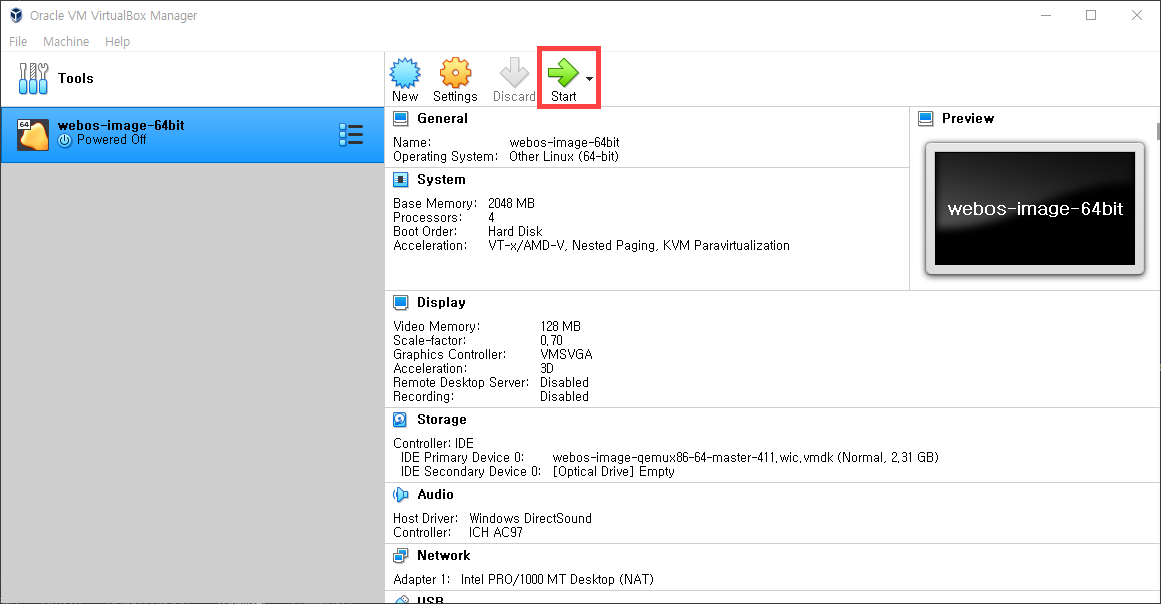 Oracle VM VirtualBox Manager
File Machine Help
Tools
New Settings Discard Start
64 webos-image-64bit
Powered Off
General
Name: webos-image-64bit
Operating System: Other Linux (64-bit)
System
Base Memory: 2048 MB
Processors: 4
Boot Order: Hard Disk
Acceleration: VT-x/AMD-V, Nested Paging, KVM Paravirtualization
Preview
webos-image-64bit
Display
Video Memory: 128 MB
Scale-factor: 0,70
Graphics Controller: VMSVGA
Acceleration: 3D
Remote Desktop Server: Disabled
Recording: Disabled
Storage
Controller: IDE
IDE Primary Device 0: webos-image-qemux86-64-master-411.wic.vmdk (Normal, 2.31 GB)
IDE Secondary Device 0: [Optical Drive] Empty
Audio
Host Driver: Windows DirectSound
Controller: ICH AC97
Network
Adapter 1: Intel PRO/1000 MT Desktop (NAT)
USB